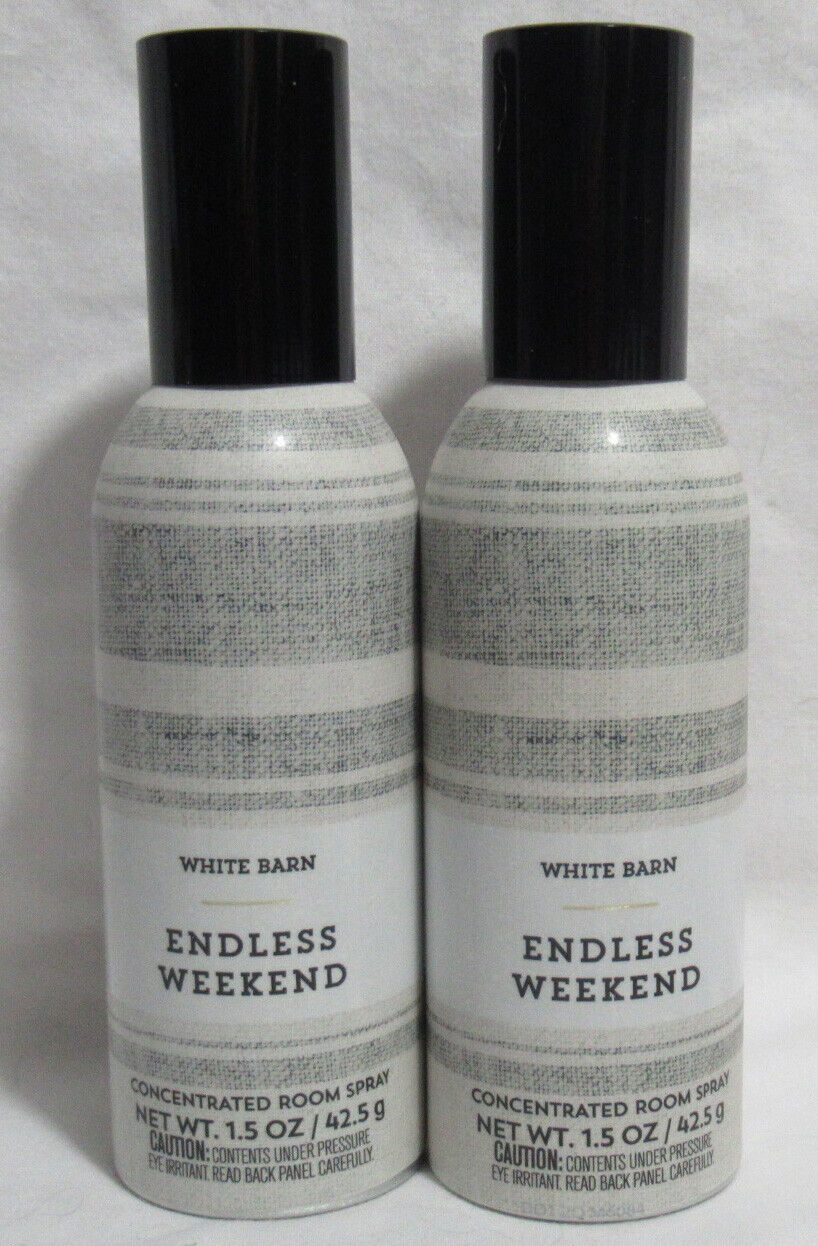 WHITE BARN
ENDLESS
WEEKEND
CONCENTRATED ROOM SPRAY
NET WT. 1.5 OZ / 42.5 g
CAUTION: CONTENTS UNDER PRESSURE
EYE IRRITANT. READ BACK PANEL CAREFULLY.
WHITE BARN
ENDLESS
WEEKEND
CONCENTRATED ROOM SPRAY
NET WT. 1.5 OZ / 42.5 g
CAUTION: CONTENTS UNDER PRESSURE
EYE IRRITANT. READ BACK PANEL CAREFULLY.